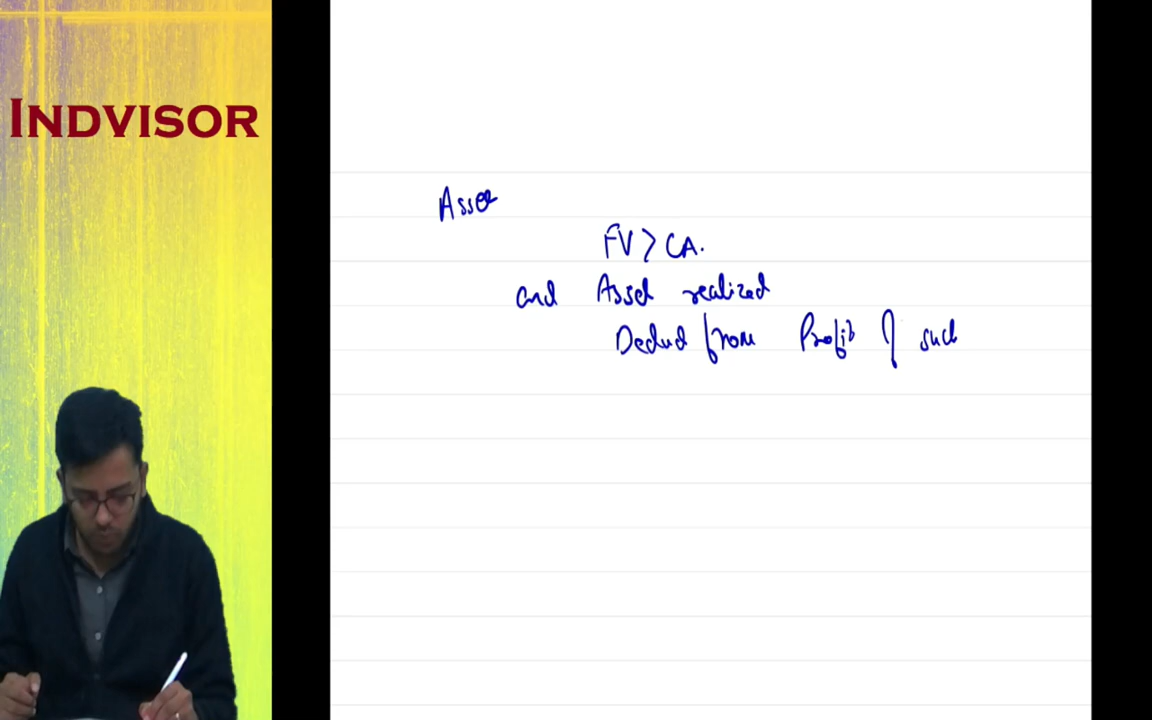 INDVISOR
Asset
FV > CA.
and Asset realized
Deduct from Profit of such